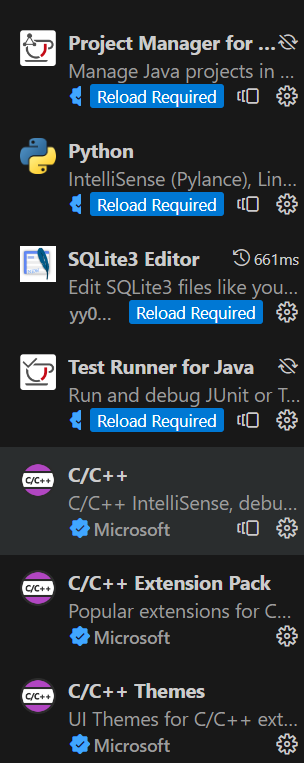 Project Manager for ...
Manage Java projects in ...
Reload Required
Python
IntelliSense (Pylance), Lin...
Reload Required
SQLite3 Editor 661ms
Edit SQLite3 files like you...
yy0... Reload Required
Test Runner for Java
Run and debug JUnit or T...
Reload Required
C/C++
C/C++
C/C++ IntelliSense, debu...
Microsoft
C/C++
C/C++ Extension Pack
Popular extensions for C...
Microsoft
C/C++
C/C++ Themes
UI Themes for C/C++ ext...
Microsoft